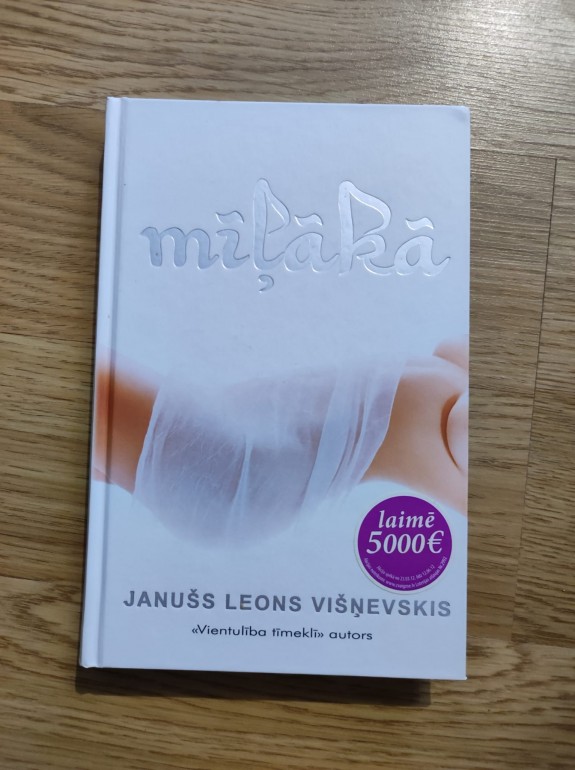 mīļākā
laimē
5000€
JANUŠS LEONS VIŠŅEVSKIS
«Vientulība tīmeklī» autors